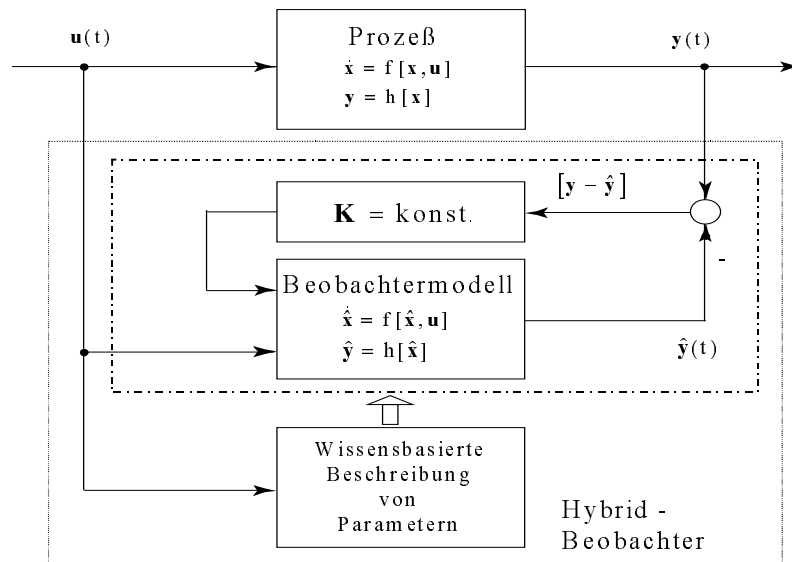 u(t)
Prozeß
ẋ = f[x,u]
y = h[x]
y(t)
[y − ŷ]
K = konst.
-
Beobachtermodell
x̂̇ = f[x̂,u]
ŷ = h[x̂]
ŷ(t)
Wissensbasierte
Beschreibung
von
Parametern
Hybrid -
Beobachter